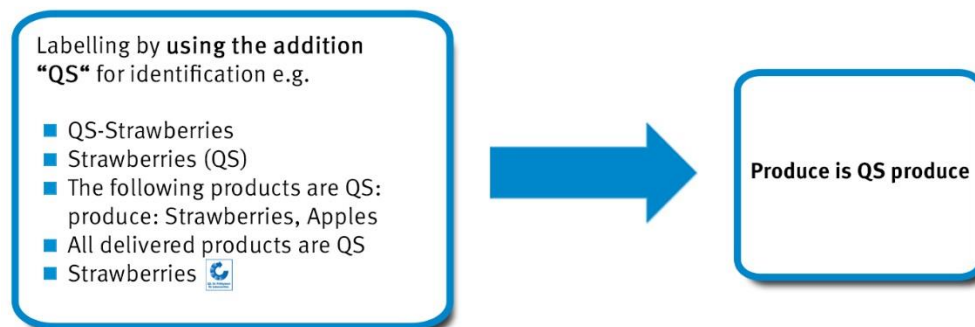 Labelling by using the addition
“QS“ for identification e.g.
QS-Strawberries
Strawberries (QS)
The following products are QS:
produce: Strawberries, Apples
All delivered products are QS
Strawberries
Produce is QS produce